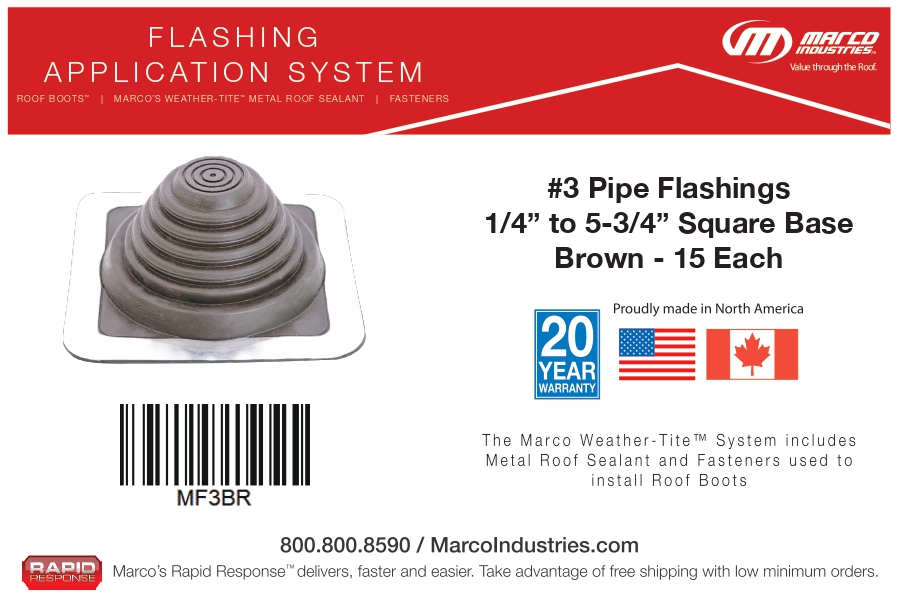 FLASHING
APPLICATION SYSTEM
ROOF BOOTS™ | MARCO'S WEATHER-TITE™ METAL ROOF SEALANT | FASTENERS
MARCO
INDUSTRIES™
Value through the Roof.
#3 Pipe Flashings
1/4” to 5-3/4” Square Base
Brown - 15 Each
Proudly made in North America
20
YEAR
WARRANTY
The Marco Weather-Tite™ System includes
Metal Roof Sealant and Fasteners used to
install Roof Boots
MF3BR
800.800.8590 / MarcoIndustries.com
RAPID
RESPONSE
Marco's Rapid Response™ delivers, faster and easier. Take advantage of free shipping with low minimum orders.